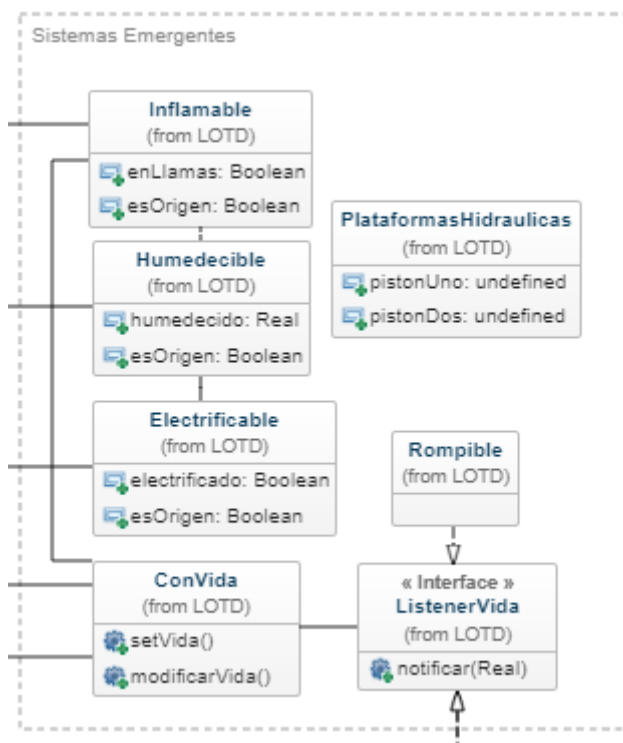 Sistemas Emergentes
Inflamable
(from LOTD)
enLlamas: Boolean
esOrigen: Boolean
Humedecible
(from LOTD)
humedecido: Real
esOrigen: Boolean
Electrificable
(from LOTD)
electrificado: Boolean
esOrigen: Boolean
ConVida
(from LOTD)
setVida()
modificarVida()
PlataformasHidraulicas
(from LOTD)
pistonUno: undefined
pistonDos: undefined
Rompible
(from LOTD)
« Interface »
ListenerVida
(from LOTD)
notificar(Real)